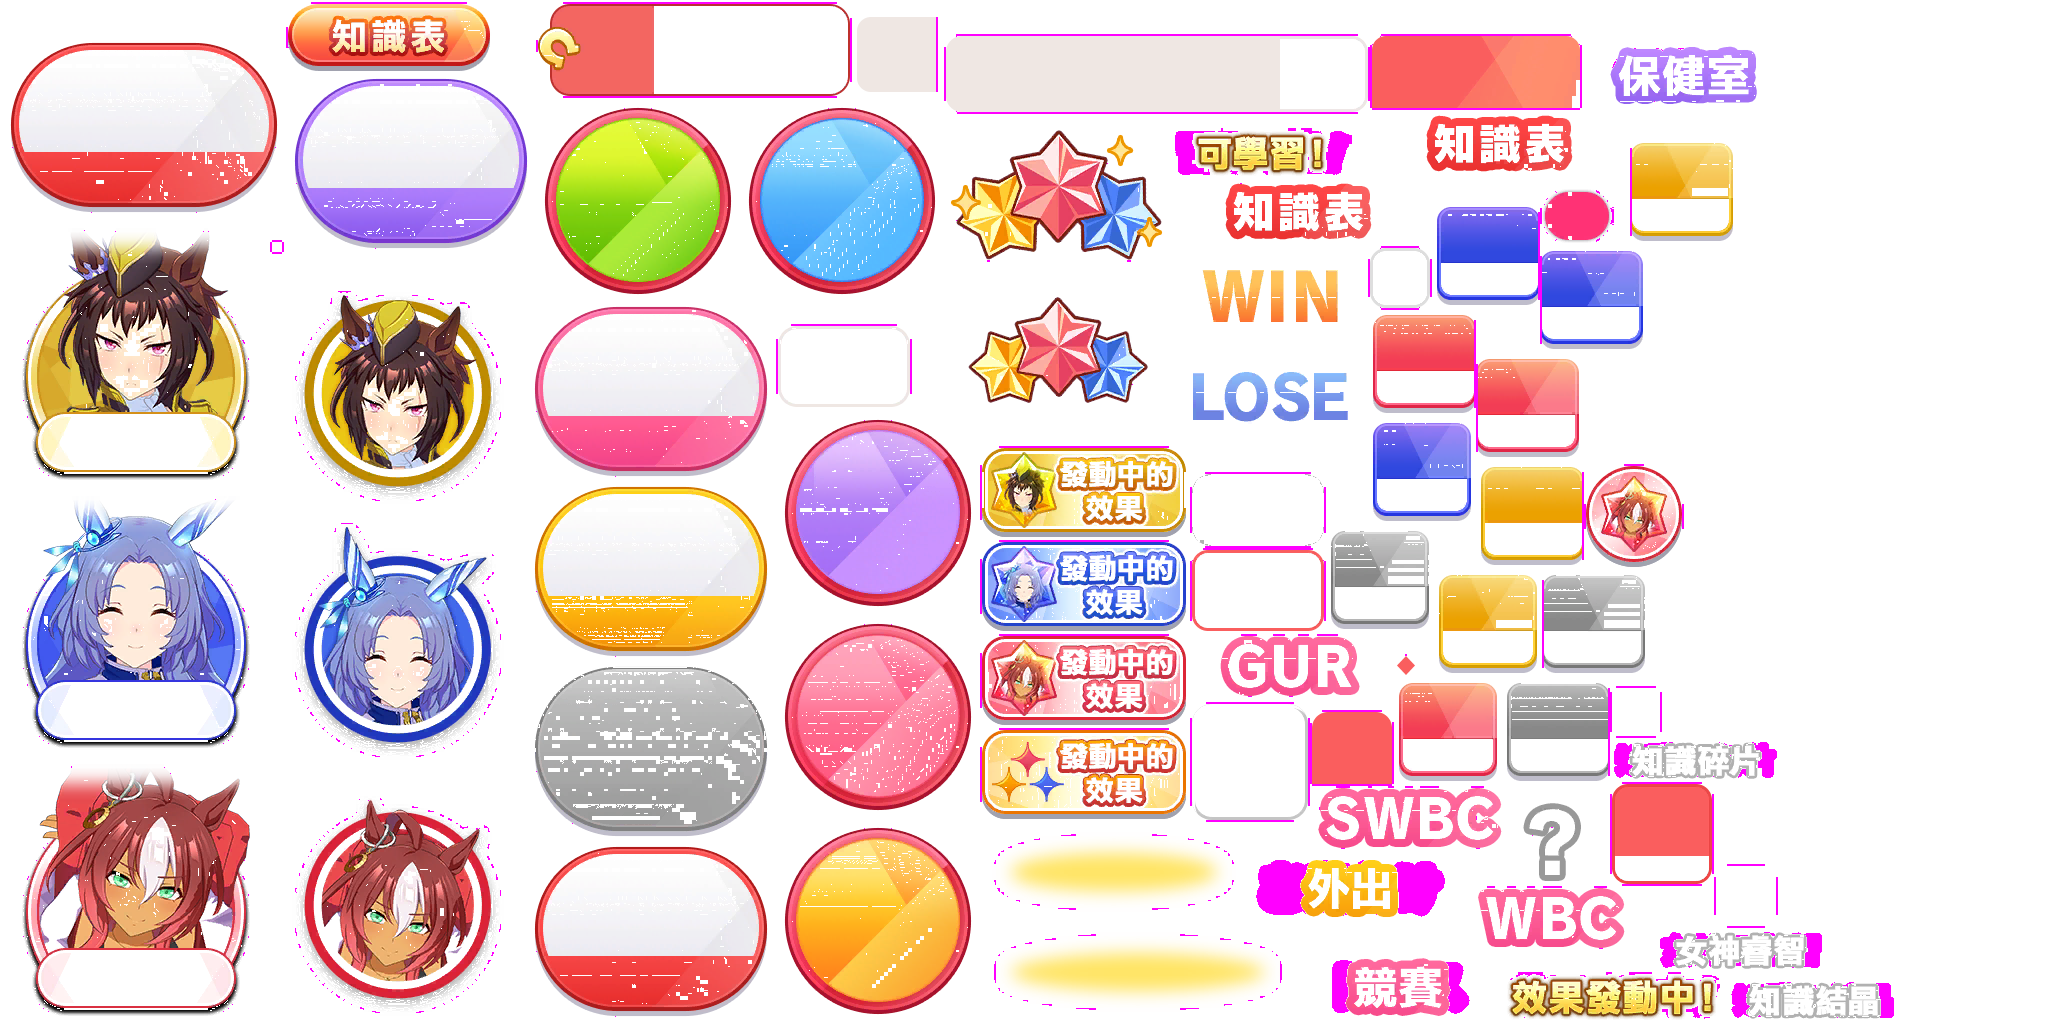 知識表
保健室
知識表
可學習!
知識表
WIN
LOSE
發動中的
效果
發動中的
效果
GUR
發動中的
效果
發動中的
效果
知識碎片
SWBC
?
外出
WBC
女神睿智
競賽
效果發動中!
知識結晶